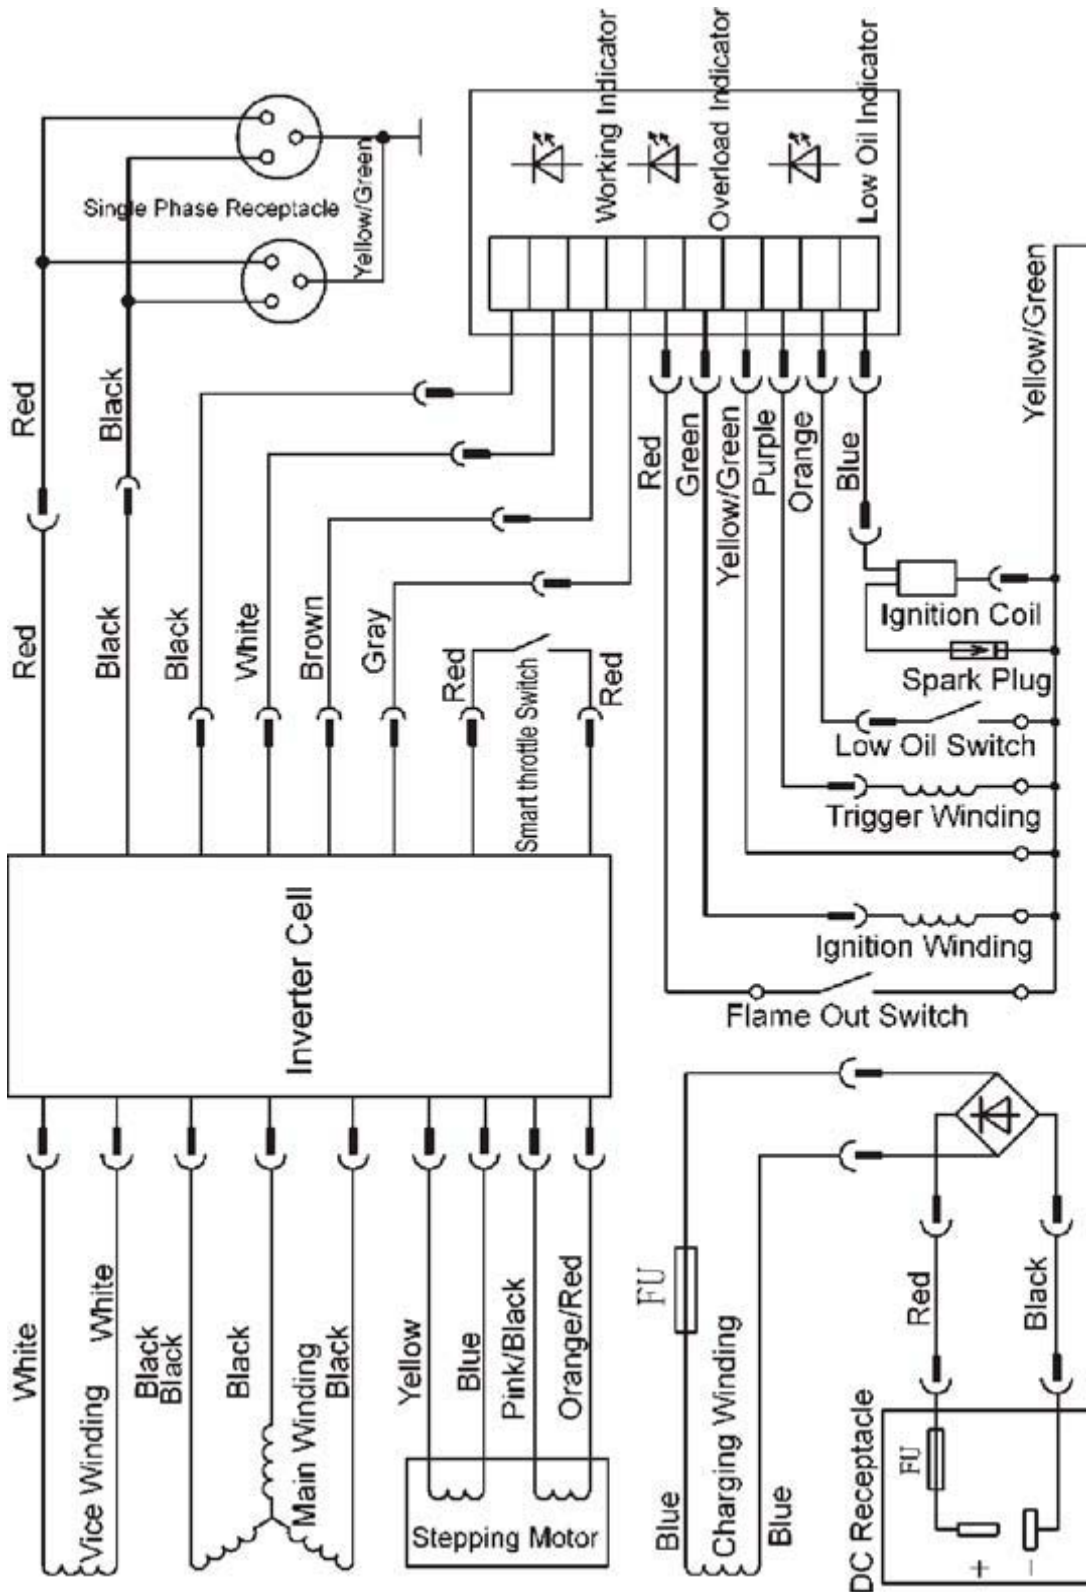 Working Indicator
Overload Indicator
Low Oil Indicator
Single Phase Receptacle
Yellow/Green
Yellow/Green
Red
Black
Red
Green
Yellow/Green
Purple
Orange
Blue
Red
Black
Black
White
Brown
Gray
Red
Smart throttle Switch
Red
Ignition Coil
Spark Plug
Low Oil Switch
Trigger Winding
Ignition Winding
Flame Out Switch
Inverter Cell
White
White
Black
Black
Black
Black
Yellow
Blue
Pink/Black
Orange/Red
Vice Winding
Main Winding
Stepping Motor
FU
Blue
Charging Winding
Blue
Red
Black
DC Receptacle
FU
+
-